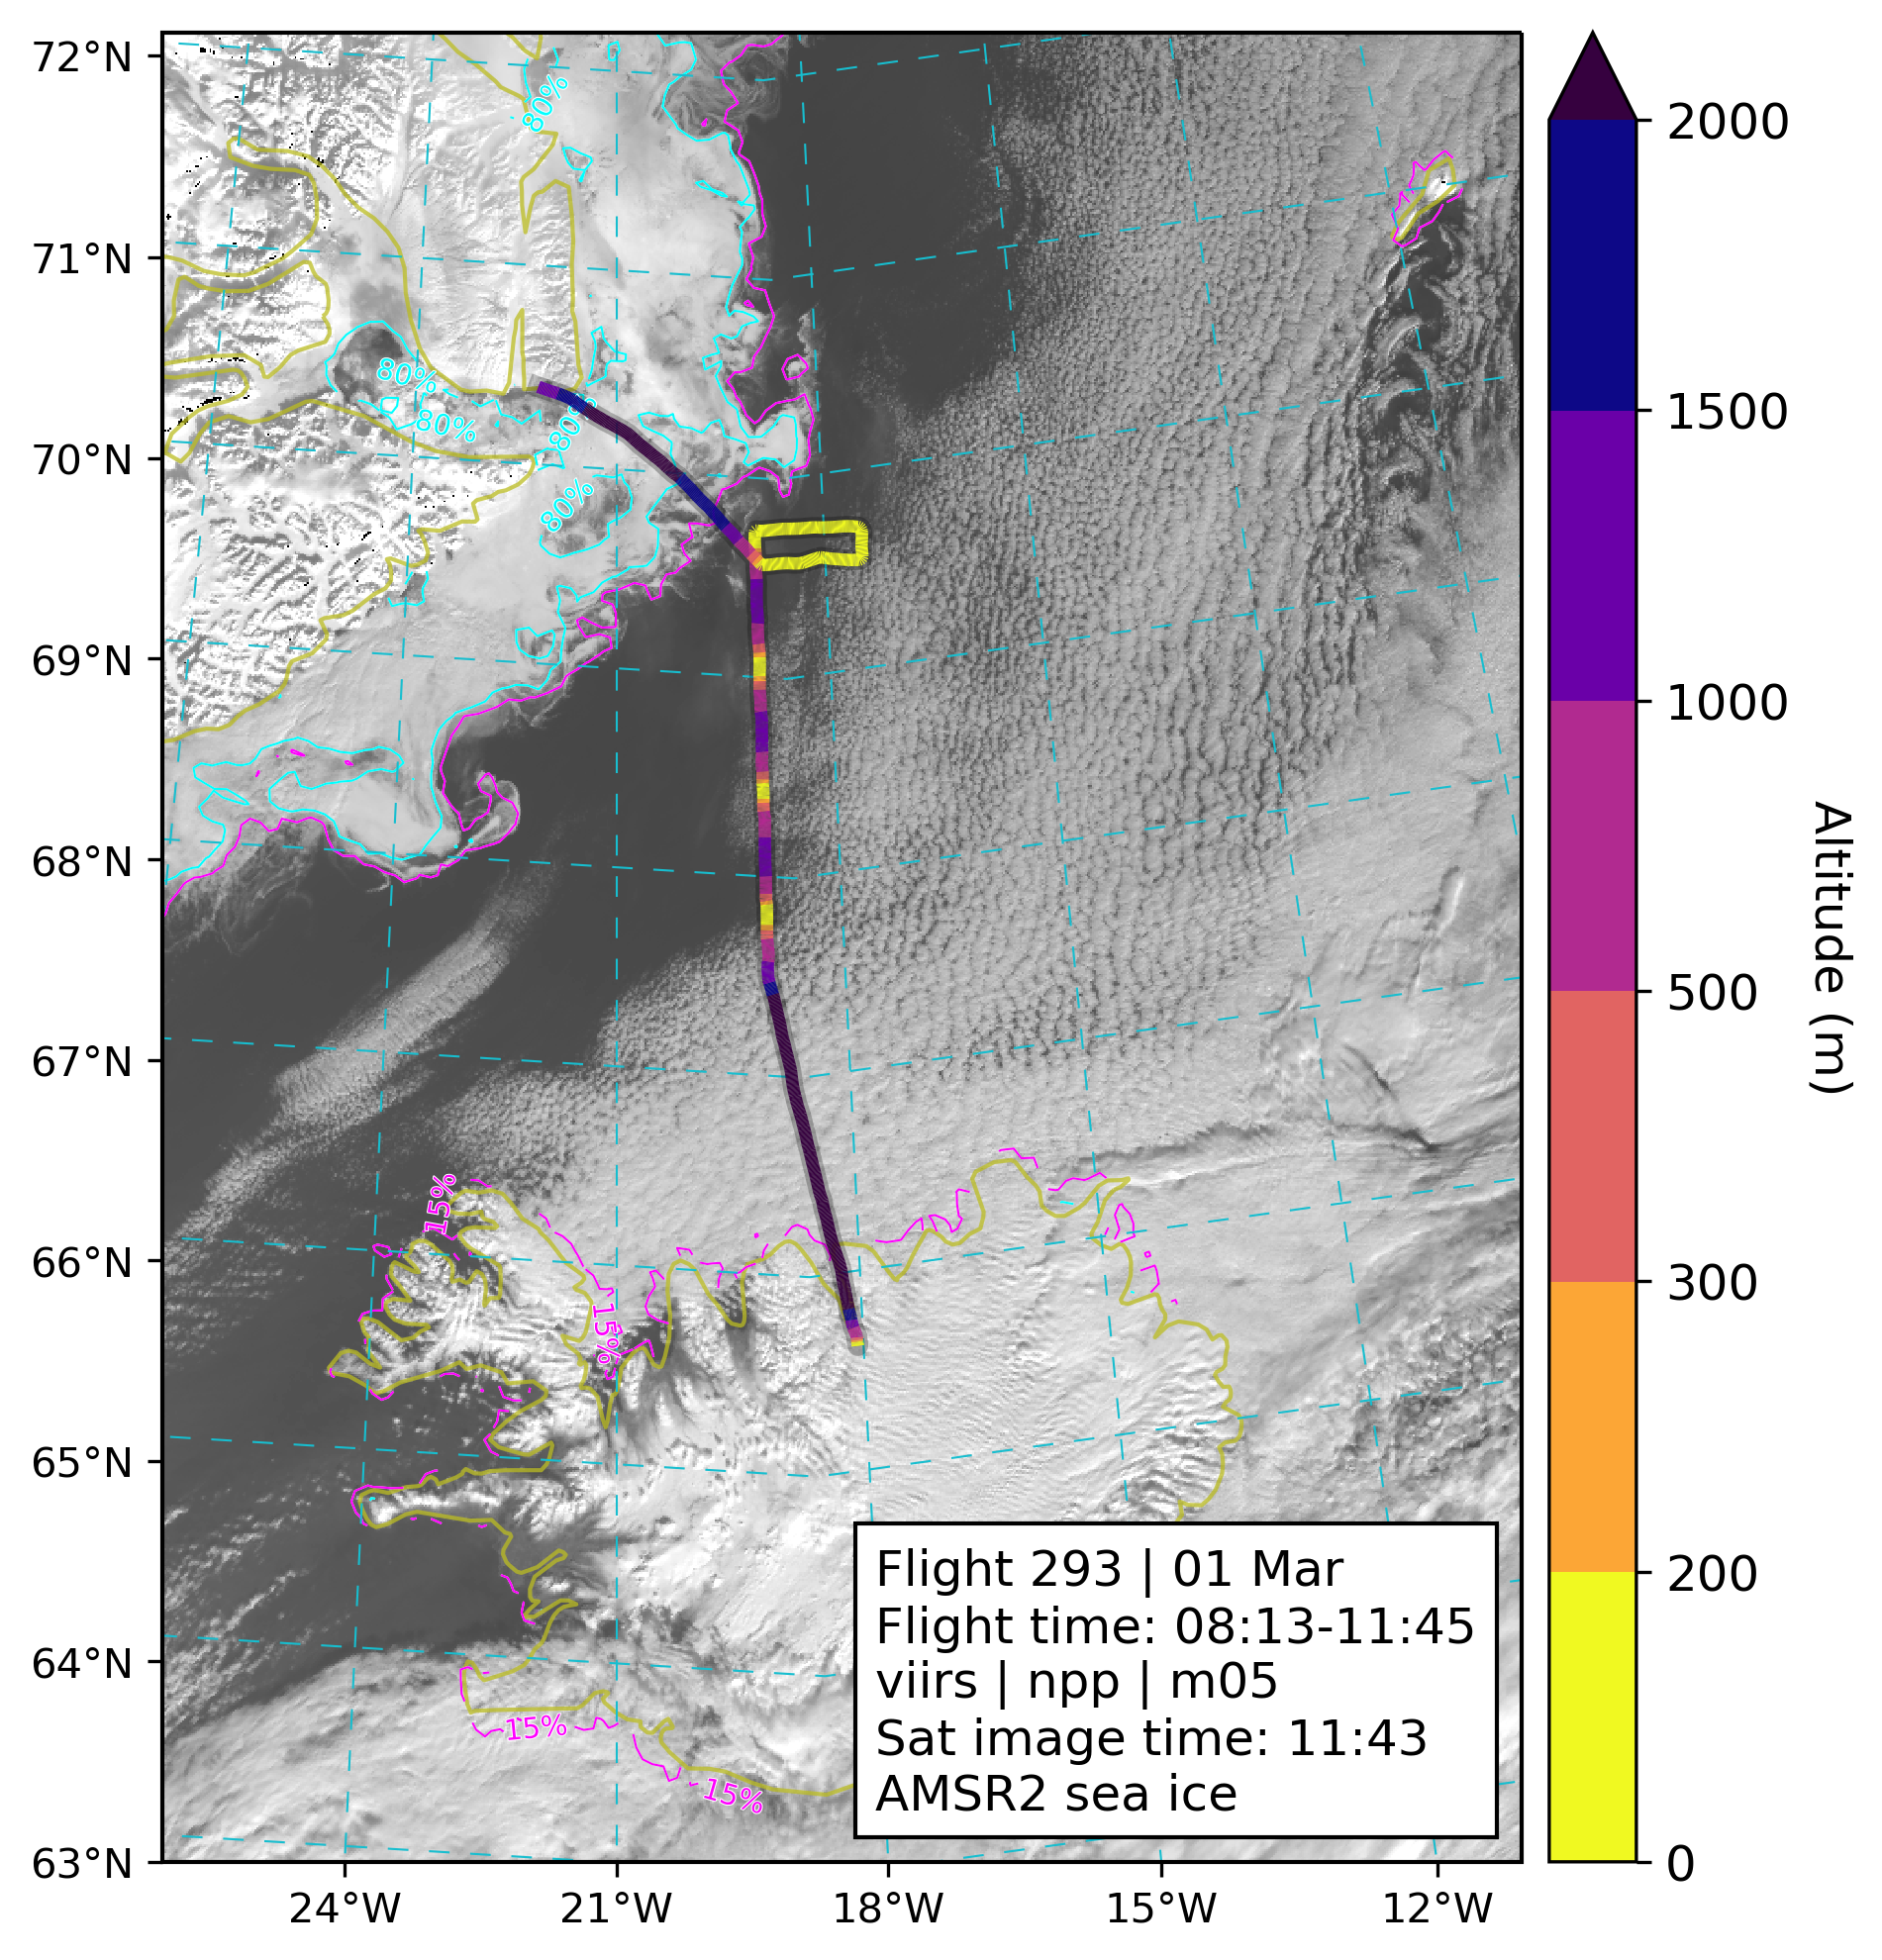 72°N
71°N
70°N
69°N
68°N
67°N
66°N
65°N
64°N
63°N
24°W
21°W
18°W
15°W
12°W
80%
80%
80%
80%
80%
15%
15%
15%
15%
Flight 293 | 01 Mar
Flight time: 08:13-11:45
viirs | npp | m05
Sat image time: 11:43
AMSR2 sea ice
2000
1500
1000
500
300
200
0
Altitude (m)